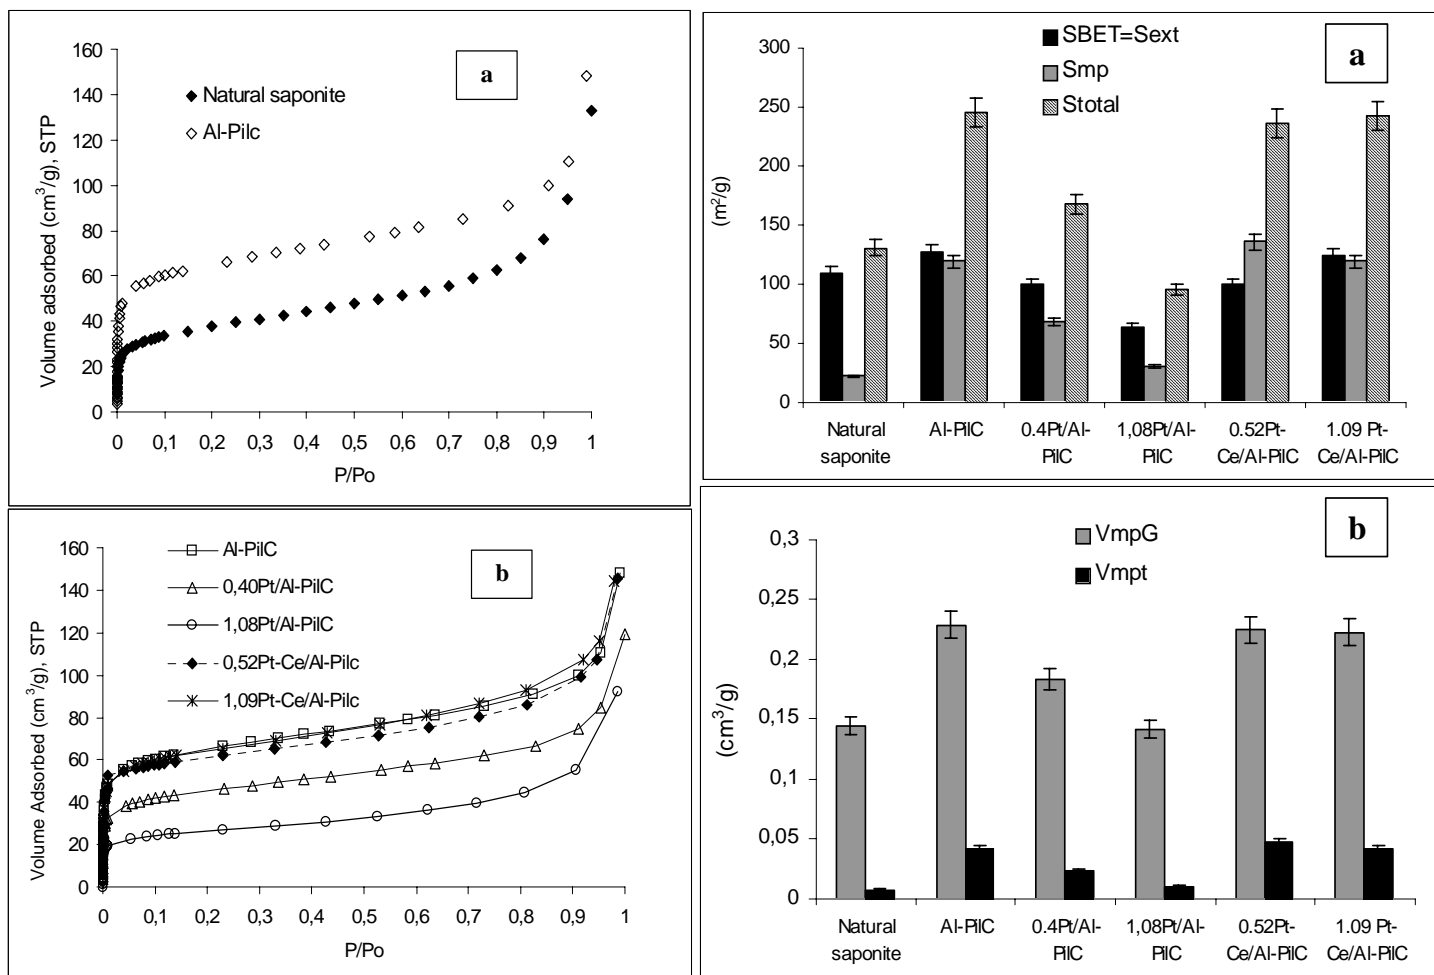 160
140
120
100
80
60
40
20
0
Volume adsorbed (cm³/g), STP
a
Natural saponite
Al-Pilc
0 0,1 0,2 0,3 0,4 0,5 0,6 0,7 0,8 0,9 1
P/Po
300
250
200
150
100
50
0
(m²/g)
SBET=Sext
Smp
Stotal
a
Natural saponite
Al-PilC
0.4Pt/Al-PilC
1,08Pt/Al-PilC
0.52Pt-Ce/Al-PilC
1.09 Pt-Ce/Al-PilC
160
140
120
100
80
60
40
20
0
Volume Adsorbed (cm³/g), STP
Al-PilC
0,40Pt/Al-PilC
1,08Pt/Al-PilC
0,52Pt-Ce/Al-Pilc
1,09Pt-Ce/Al-Pilc
b
0 0,1 0,2 0,3 0,4 0,5 0,6 0,7 0,8 0,9 1
P/Po
0,3
0,25
0,2
0,15
0,1
0,05
0
(cm³/g)
VmpG
Vmpt
b
Natural saponite
Al-PilC
0.4Pt/Al-PilC
1,08Pt/Al-PilC
0.52Pt-Ce/Al-PilC
1.09 Pt-Ce/Al-PilC